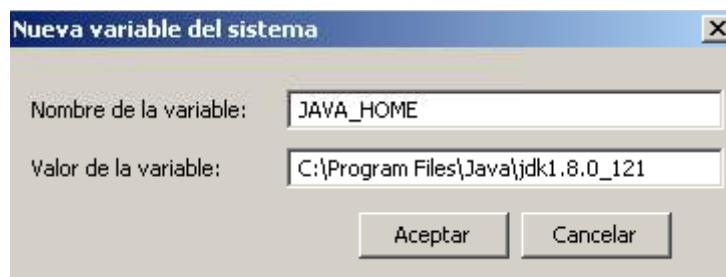 Nueva variable del sistema
Nombre de la variable: JAVA_HOME
Valor de la variable: C:\Program Files\Java\jdk1.8.0_121
Aceptar Cancelar